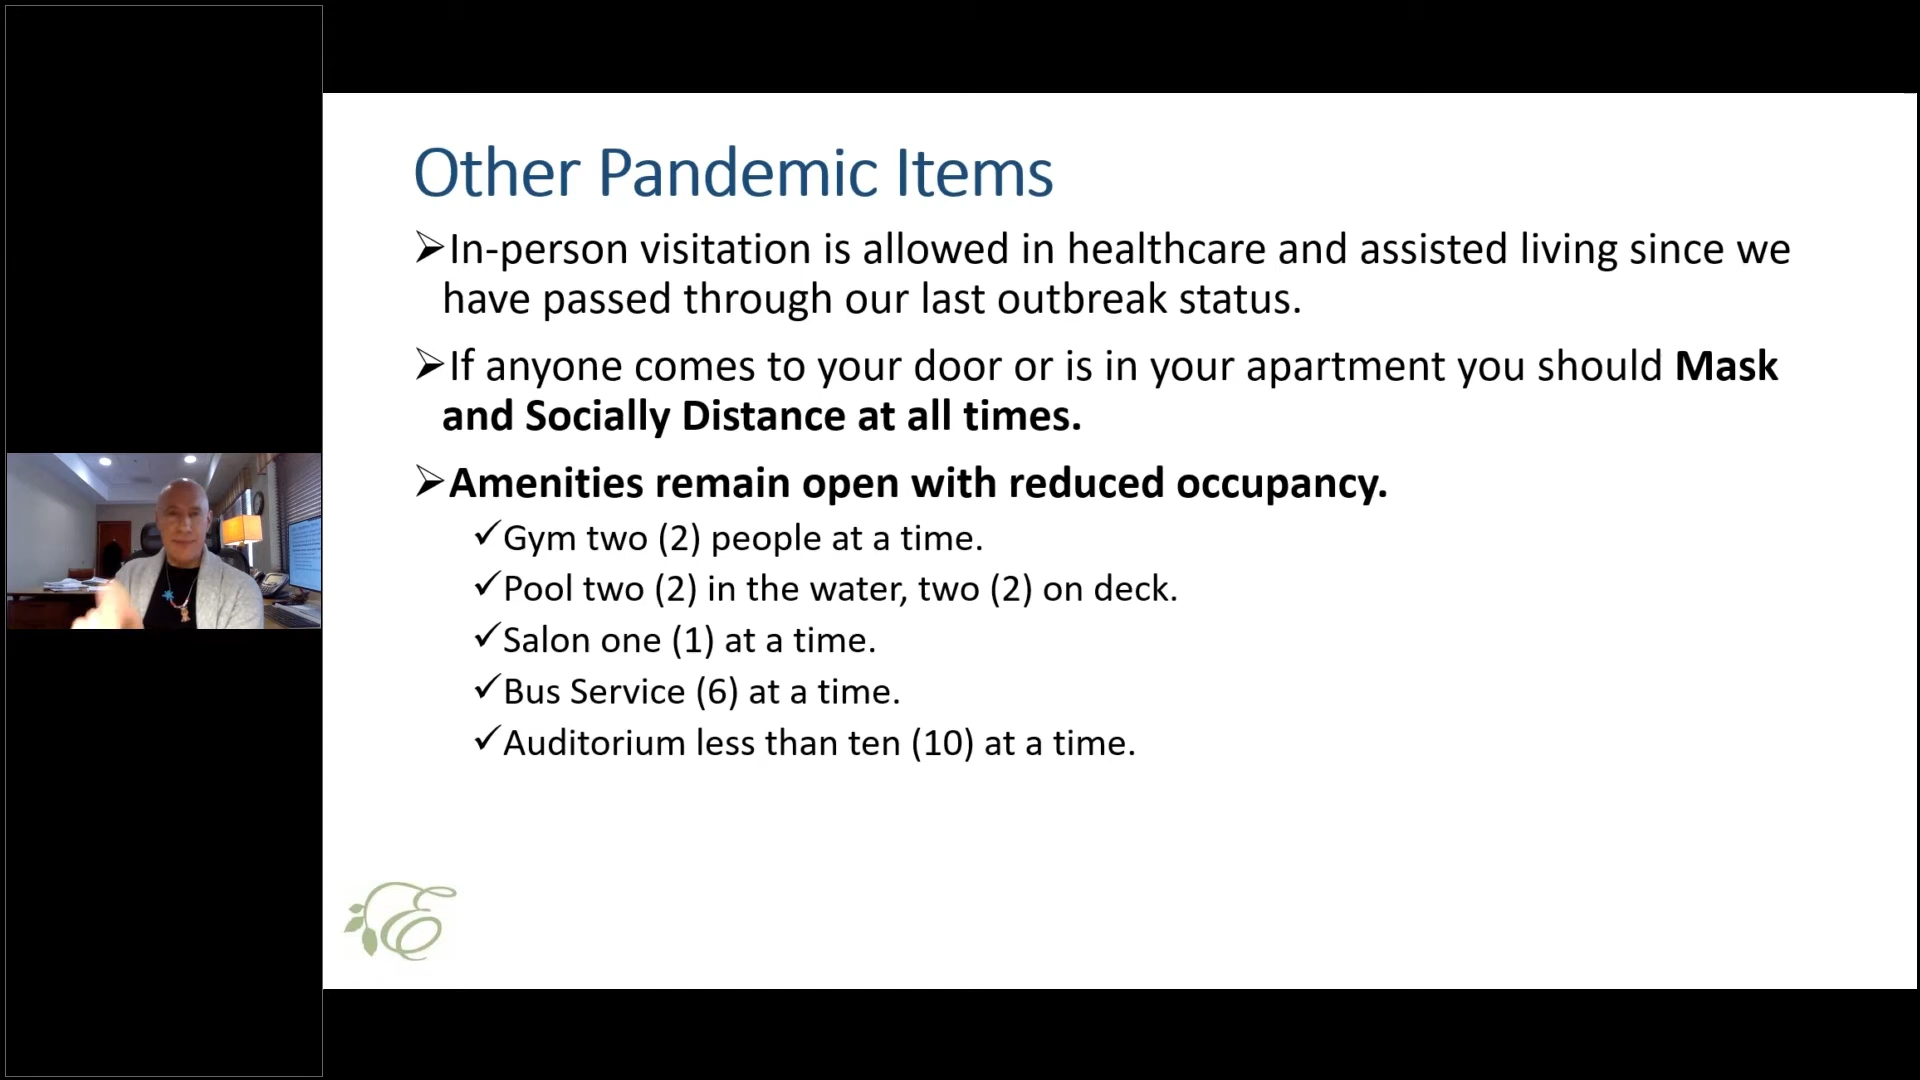 Other Pandemic Items
➢In-person visitation is allowed in healthcare and assisted living since we
have passed through our last outbreak status.
➢If anyone comes to your door or is in your apartment you should Mask
and Socially Distance at all times.
➢Amenities remain open with reduced occupancy.
✓Gym two (2) people at a time.
✓Pool two (2) in the water, two (2) on deck.
✓Salon one (1) at a time.
✓Bus Service (6) at a time.
✓Auditorium less than ten (10) at a time.
E